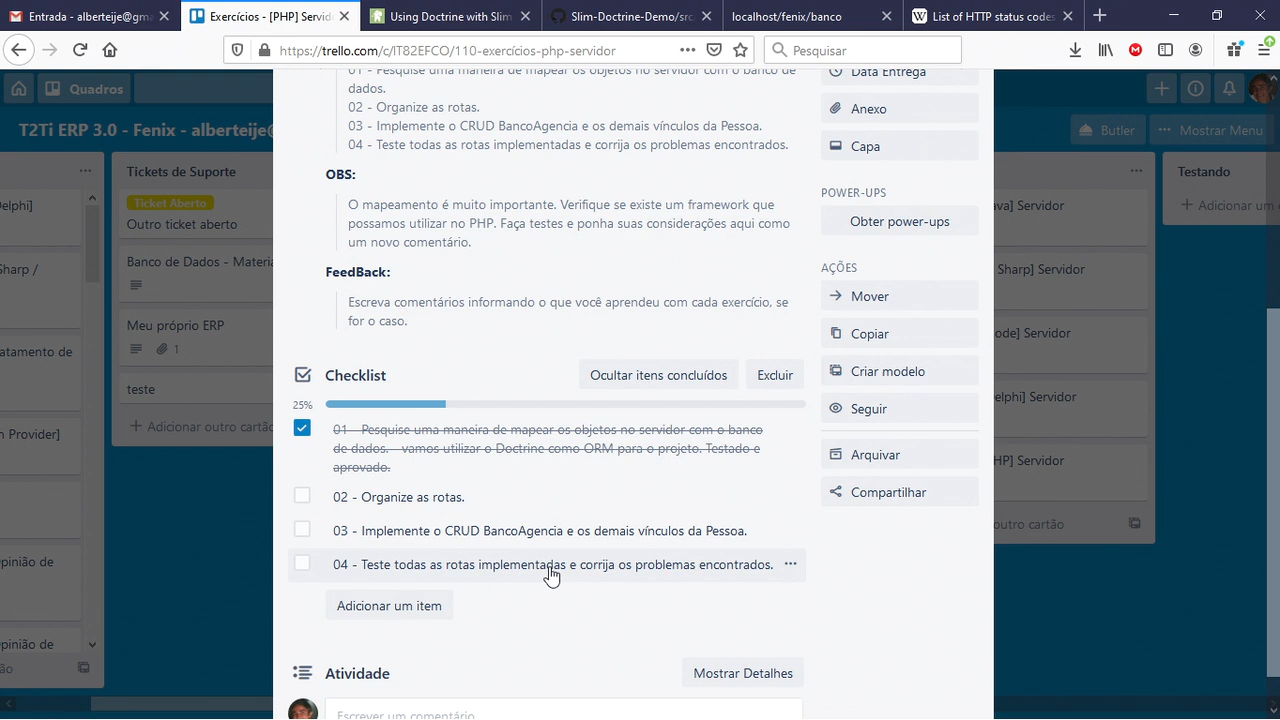 Entrada - alberteije@gm
Exercícios - [PHP] Servid
Using Doctrine with Slim
Slim-Doctrine-Demo/src
localhost/fenix/banco
List of HTTP status codes
https://trello.com/c/IT82EFCO/110-exercícios-php-servidor
Pesquisar
Quadros
T2Ti ERP 3.0 - Fenix - alberteije@
Butler
Mostrar Menu
Delphi]
Sharp /
atamento de
m Provider]
Opinião de
pinião de
ão
Tickets de Suporte
Ticket Aberto
Outro ticket aberto
Banco de Dados - Materia
Meu próprio ERP
1
teste
Adicionar outro cartão
01 - Pesquise uma maneira de mapear os objetos no servidor com o banco de
dados.
02 - Organize as rotas.
03 - Implemente o CRUD BancoAgencia e os demais vínculos da Pessoa.
04 - Teste todas as rotas implementadas e corrija os problemas encontrados.
OBS:
O mapeamento é muito importante. Verifique se existe um framework que
possamos utilizar no PHP. Faça testes e ponha suas considerações aqui como
um novo comentário.
FeedBack:
Escreva comentários informando o que você aprendeu com cada exercício, se
for o caso.
Checklist
Ocultar itens concluídos
Excluir
25%
01 - Pesquise uma maneira de mapear os objetos no servidor com o banco
de dados. - vamos utilizar o Doctrine como ORM para o projeto. Testado e
aprovado.
02 - Organize as rotas.
03 - Implemente o CRUD BancoAgencia e os demais vínculos da Pessoa.
04 - Teste todas as rotas implementadas e corrija os problemas encontrados.
Adicionar um item
Atividade
Mostrar Detalhes
Escrever um comentário
Data Entrega
Anexo
Capa
POWER-UPS
Obter power-ups
AÇÕES
Mover
Copiar
Criar modelo
Seguir
Arquivar
Compartilhar
ava] Servidor
Sharp] Servidor
ode] Servidor
elphi] Servidor
HP] Servidor
outro cartão
Testando
Adicionar um